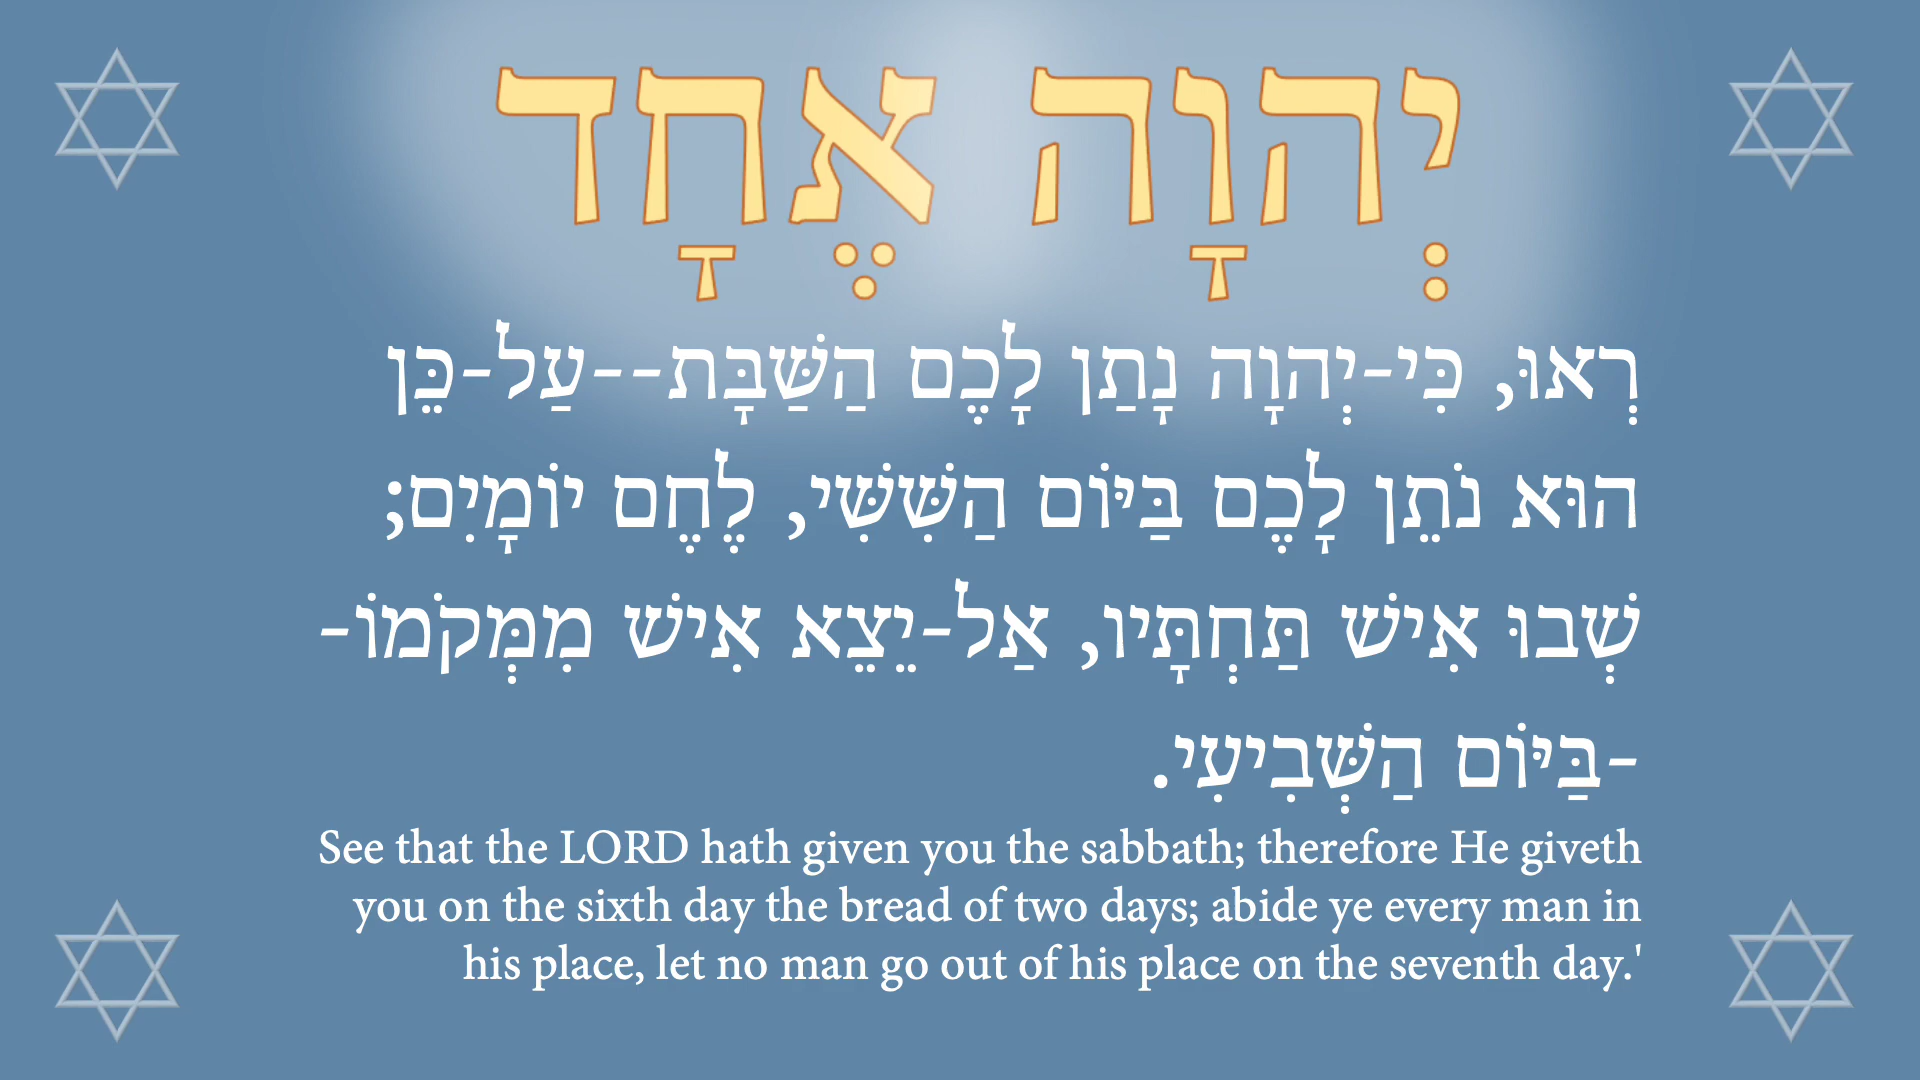 יְהוָה אֶחָד
רְאוּ, כִּי-יְהוָה נָתַן לָכֶם הַשַּׁבָּת--עַל-כֵּן
הוּא נֹתֵן לָכֶם בַּיּוֹם הַשִּׁשִּׁי, לֶחֶם יוֹמָיִם;
שְׁבוּ אִישׁ תַּחְתָּיו, אַל-יֵצֵא אִישׁ מִמְּקֹמוֹ-
-בַּיּוֹם הַשְּׁבִיעִי.
See that the LORD hath given you the sabbath; therefore He giveth
you on the sixth day the bread of two days; abide ye every man in
his place, let no man go out of his place on the seventh day.'